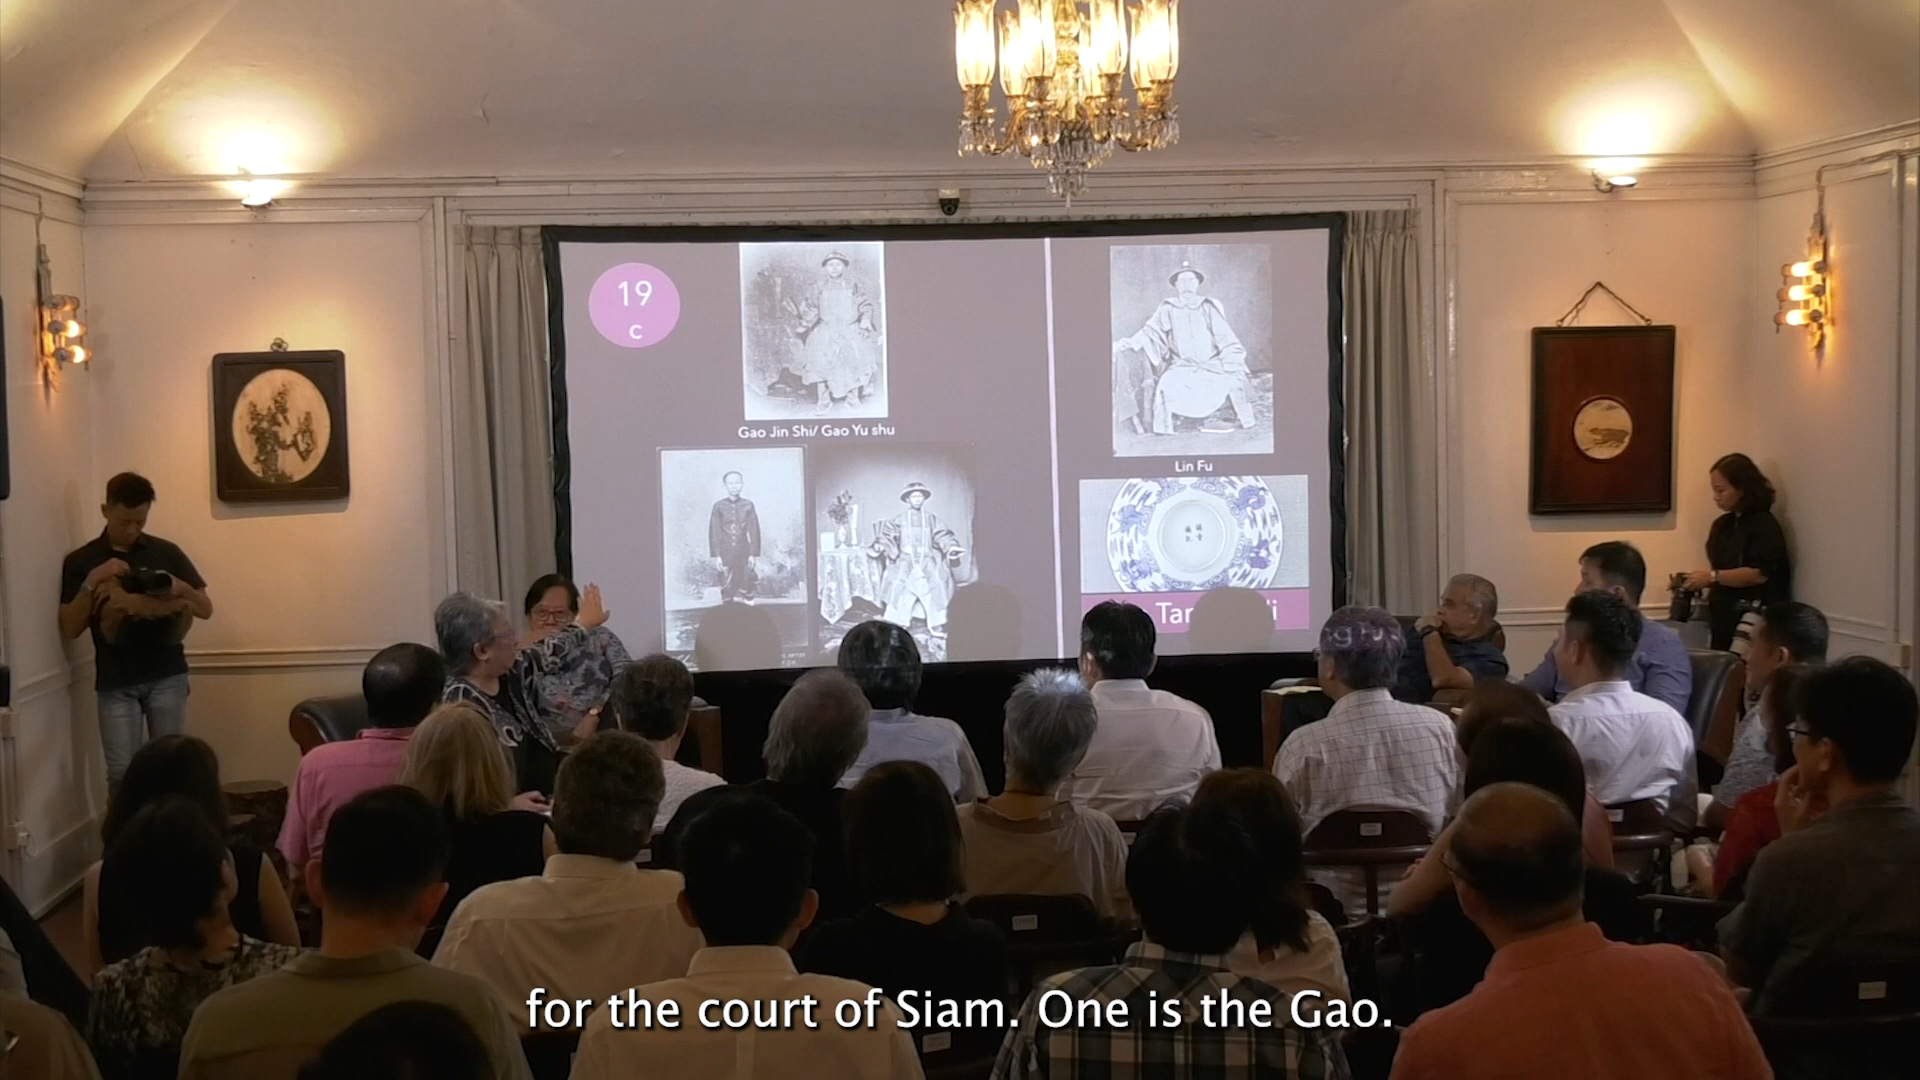 19
c
Gao Jin Shi/ Gao Yu shu
Lin Fu
for the court of Siam. One is the Gao.